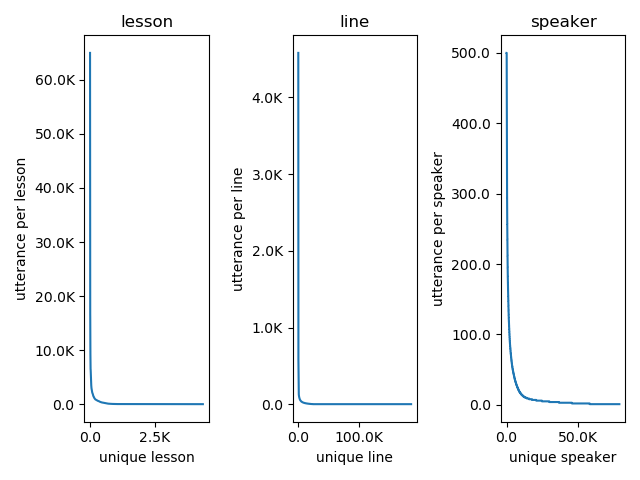 lesson
utterance per lesson
60.0K
50.0K
40.0K
30.0K
20.0K
10.0K
0.0
0.0 2.5K
unique lesson
line
utterance per line
4.0K
3.0K
2.0K
1.0K
0.0
0.0 100.0K
unique line
speaker
utterance per speaker
500.0
400.0
300.0
200.0
100.0
0.0
0.0 50.0K
unique speaker